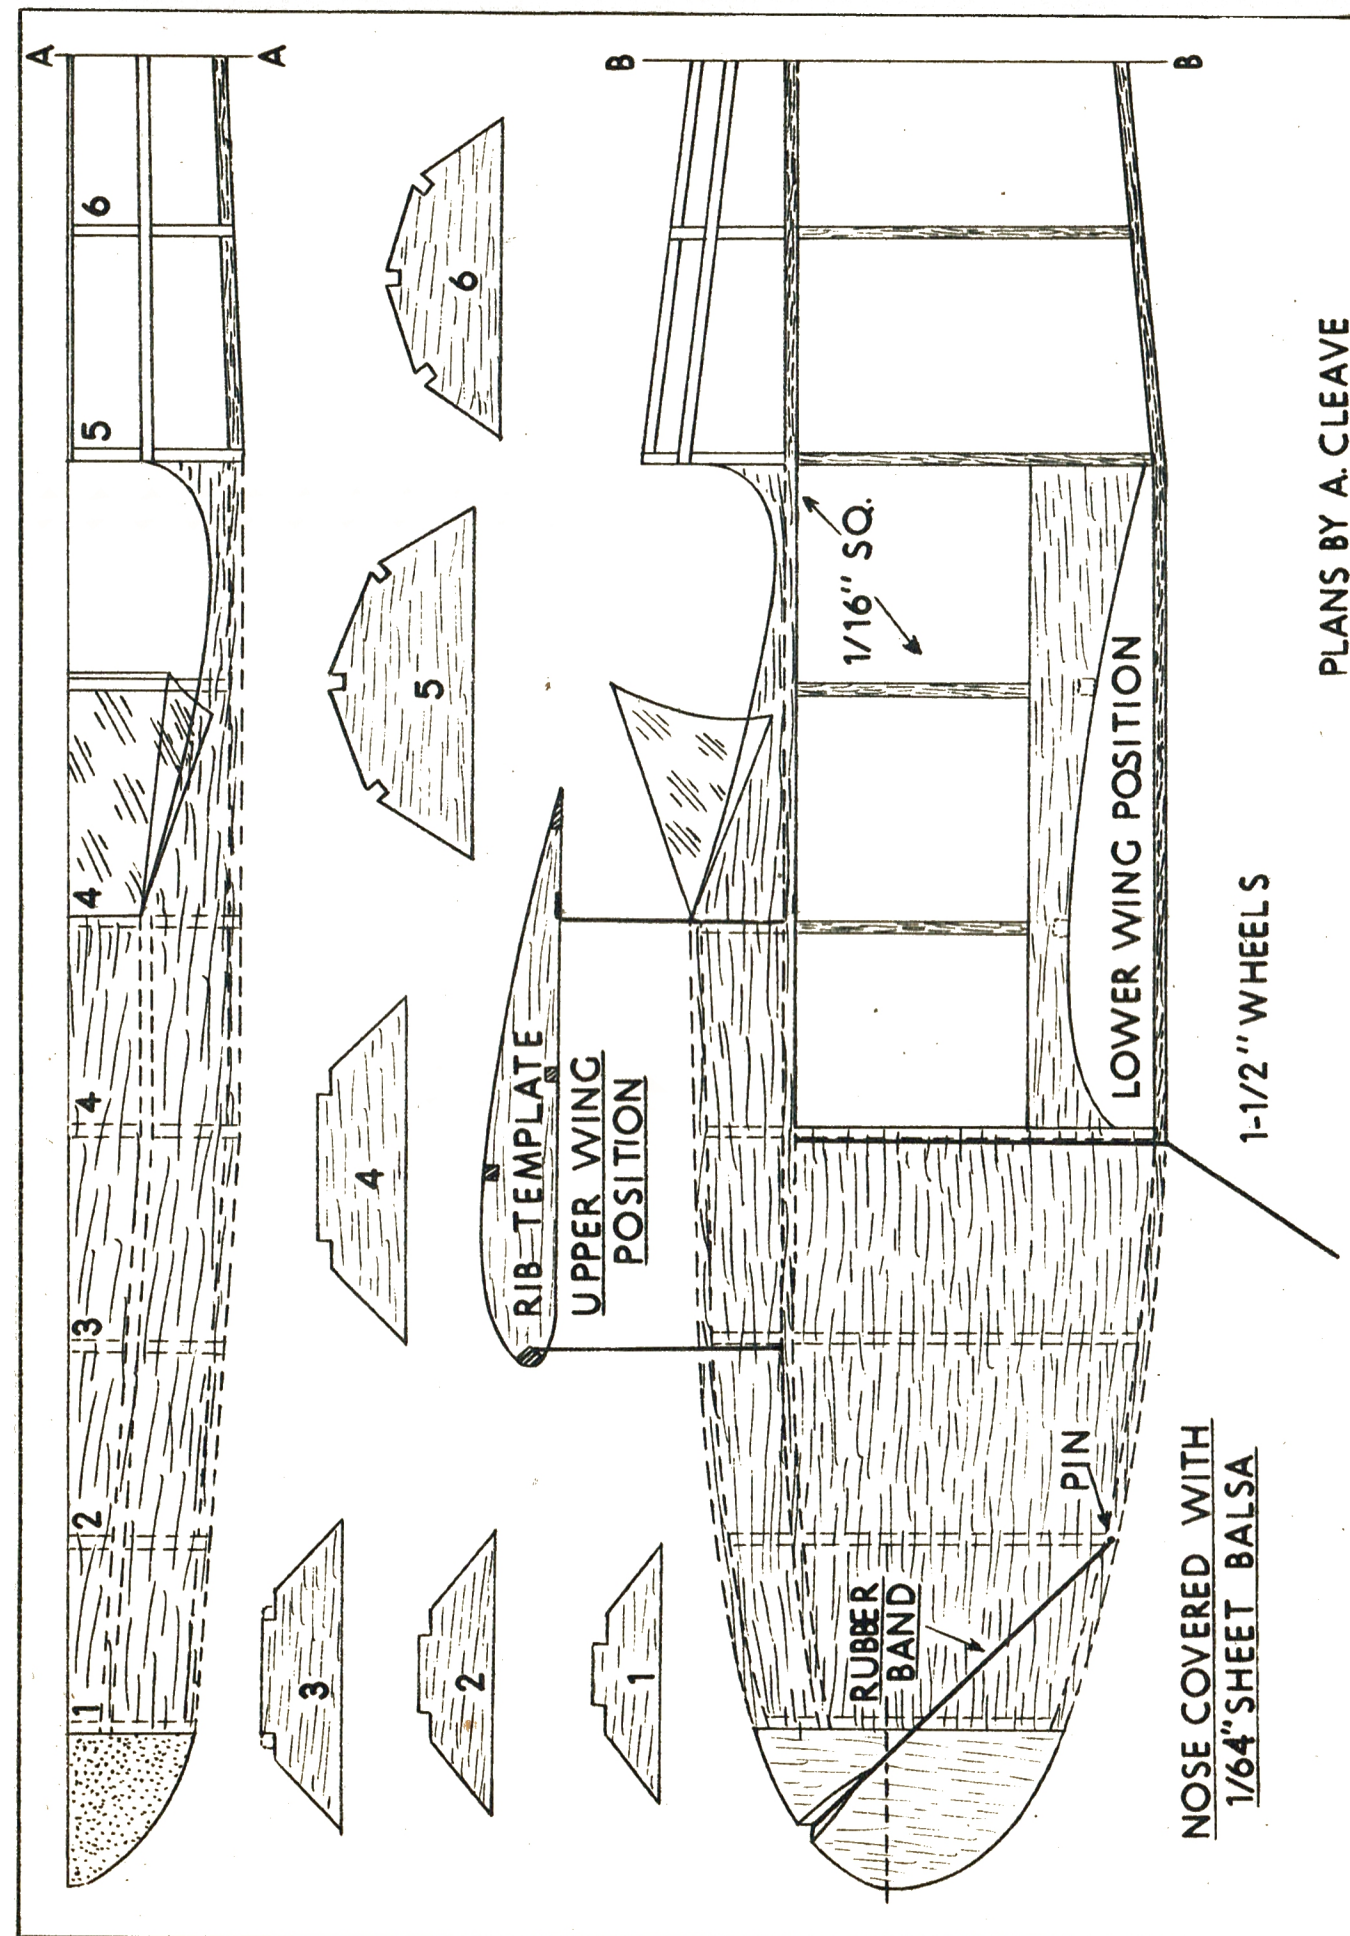 1 2 3 4 4 5 6
A
A
3
2
1
4
5
6
RIB TEMPLATE
UPPER WING
POSITION
B
B
RUBBER
BAND
PIN
1/16" SQ.
LOWER WING POSITION
NOSE COVERED WITH
1/64" SHEET BALSA
1-1/2" WHEELS
PLANS BY A. CLEAVE